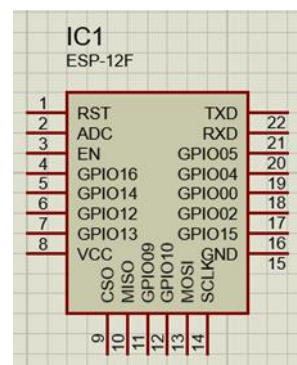 IC1
ESP-12F
1 RST TXD 22
2 ADC RXD 21
3 EN GPIO05 20
4 GPIO16 GPIO04 19
5 GPIO14 GPIO00 18
6 GPIO12 GPIO02 17
7 GPIO13 GPIO15 16
8 VCC GND 15
CSO MISO GPIO09 GPIO10 MOSI SCLK
9 10 11 12 13 14